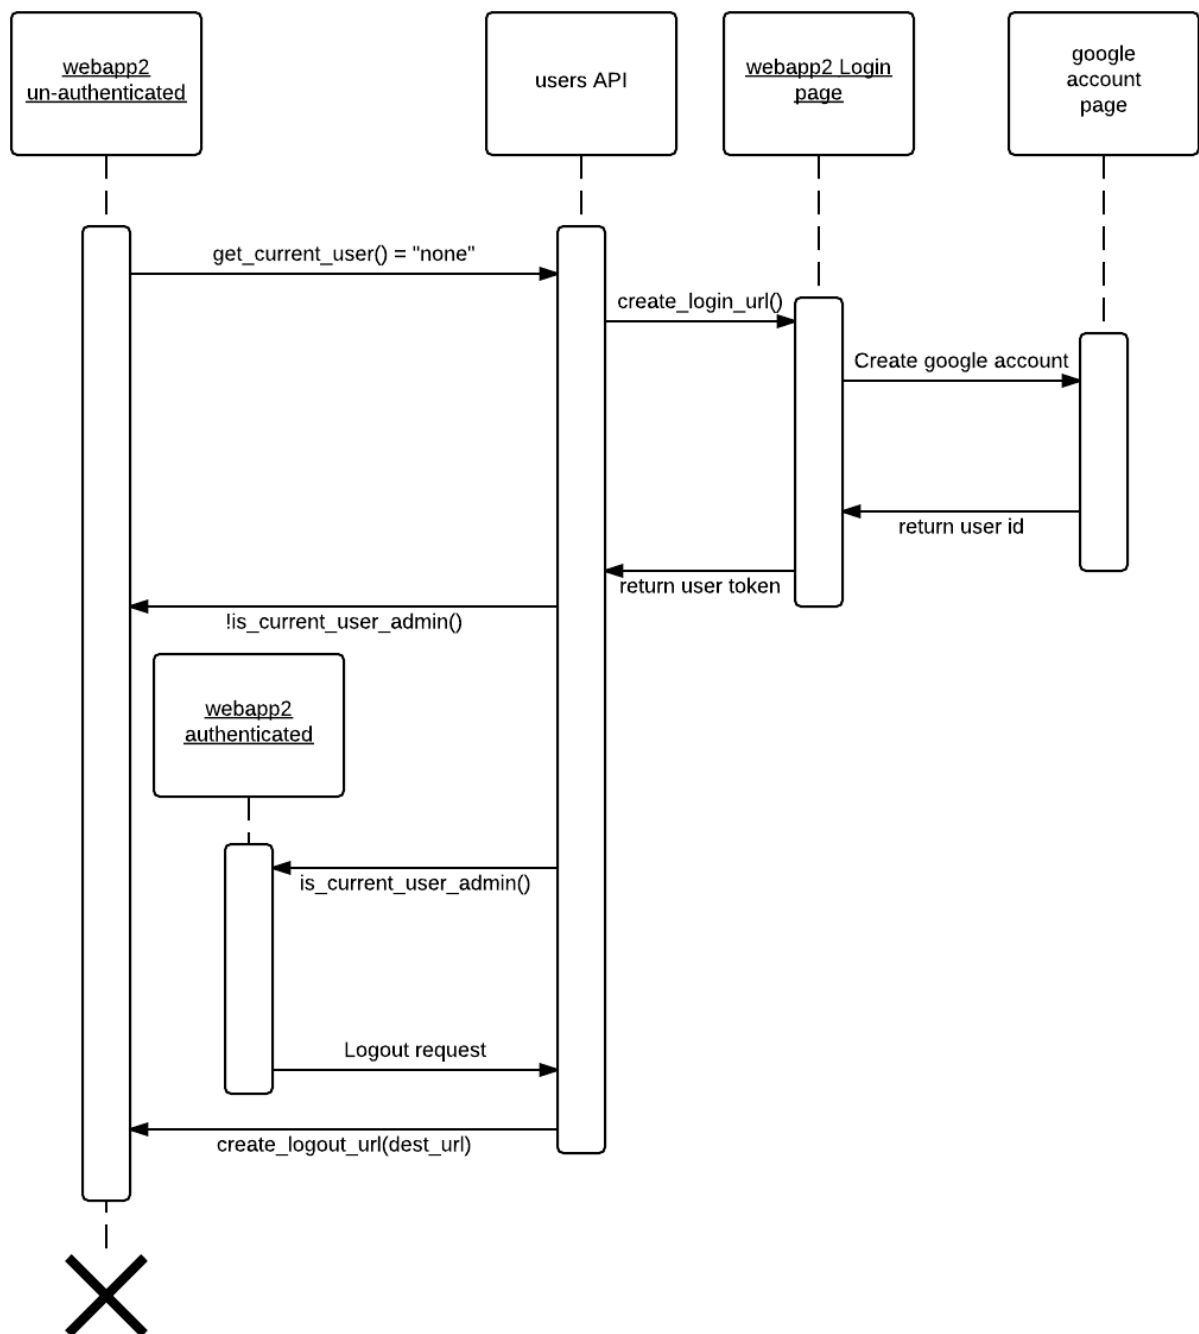 webapp2
un-authenticated
users API
webapp2 Login
page
google
account
page
get_current_user() = "none"
create_login_url()
Create google account
return user id
return user token
!is_current_user_admin()
webapp2
authenticated
is_current_user_admin()
Logout request
create_logout_url(dest_url)